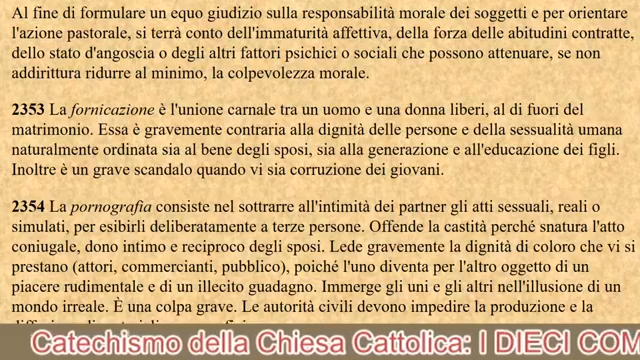 Al fine di formulare un equo giudizio sulla responsabilità morale dei soggetti e per orientare
l'azione pastorale, si terrà conto dell'immaturità affettiva, della forza delle abitudini contratte,
dello stato d'angoscia o degli altri fattori psichici o sociali che possono attenuare, se non
addirittura ridurre al minimo, la colpevolezza morale.
2353 La fornicazione è l'unione carnale tra un uomo e una donna liberi, al di fuori del
matrimonio. Essa è gravemente contraria alla dignità delle persone e della sessualità umana
naturalmente ordinata sia al bene degli sposi, sia alla generazione e all'educazione dei figli.
Inoltre è un grave scandalo quando vi sia corruzione dei giovani.
2354 La pornografia consiste nel sottrarre all'intimità dei partner gli atti sessuali, reali o
simulati, per esibirli deliberatamente a terze persone. Offende la castità perché snatura l'atto
coniugale, dono intimo e reciproco degli sposi. Lede gravemente la dignità di coloro che vi si
prestano (attori, commercianti, pubblico), poiché l'uno diventa per l'altro oggetto di un
piacere rudimentale e di un illecito guadagno. Immerge gli uni e gli altri nell'illusione di un
mondo irreale. È una colpa grave. Le autorità civili devono impedire la produzione e la
Catechismo della Chiesa Cattolica: I DIECI COM